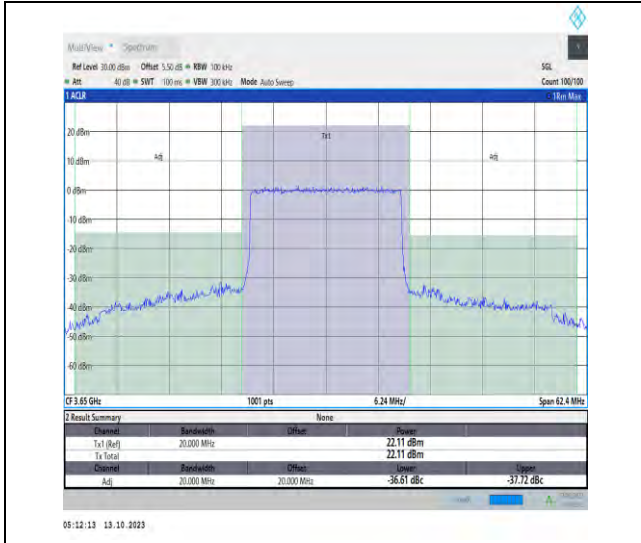 MultiView Spectrum
Ref Level 30.00 dBm Offset 5.50 dB RBW 100 kHz SGL
Att 40 dB SWT 100 ms VBW 300 kHz Mode Auto Sweep Count 100/100
1 ACLR 1Rm Max
20 dBm
Tx1
Adj Adj
10 dBm
0 dBm
-10 dBm
-20 dBm
-30 dBm
-40 dBm
-50 dBm
-60 dBm
CF 3.65 GHz 1001 pts 6.24 MHz/ Span 62.4 MHz
2 Result Summary None
Channel Bandwidth Offset Power
Tx1 (Ref) 20.000 MHz 22.11 dBm
Tx Total 22.11 dBm
Channel Bandwidth Offset Lower Upper
Adj 20.000 MHz 20.000 MHz -36.61 dBc -37.72 dBc
05:12:13 13.10.2023